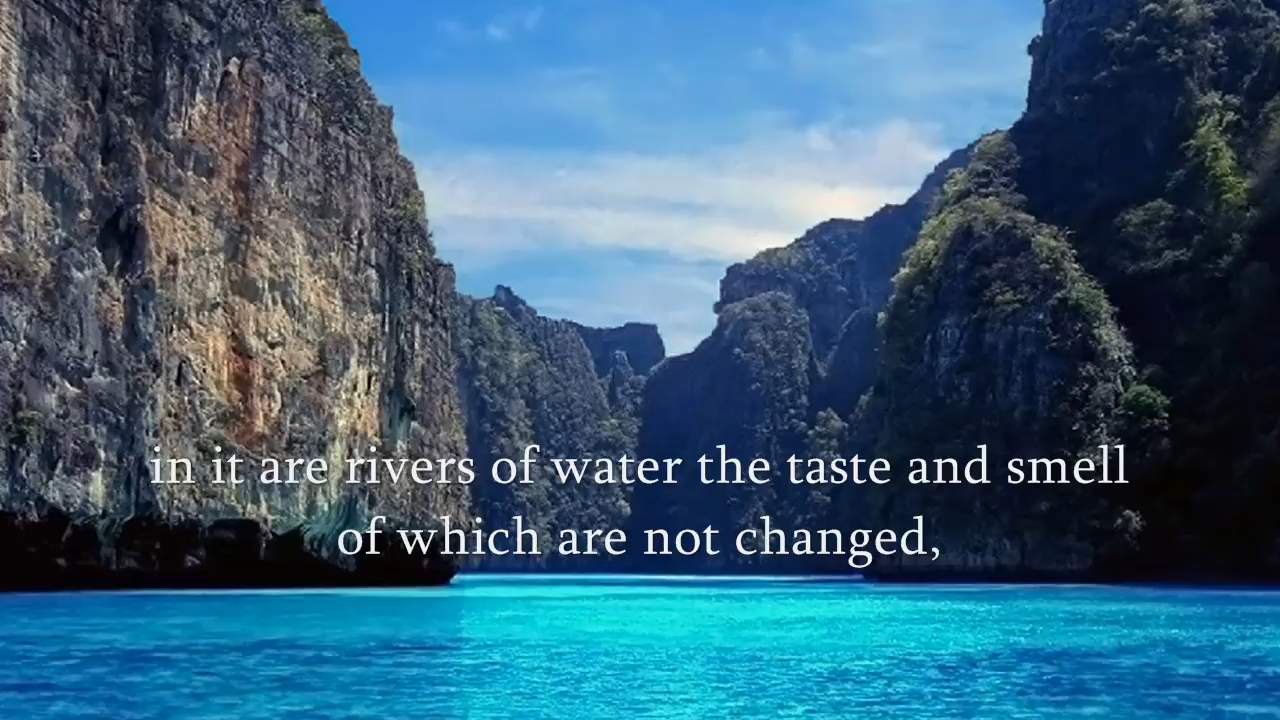 in it are rivers of water the taste and smell
of which are not changed,